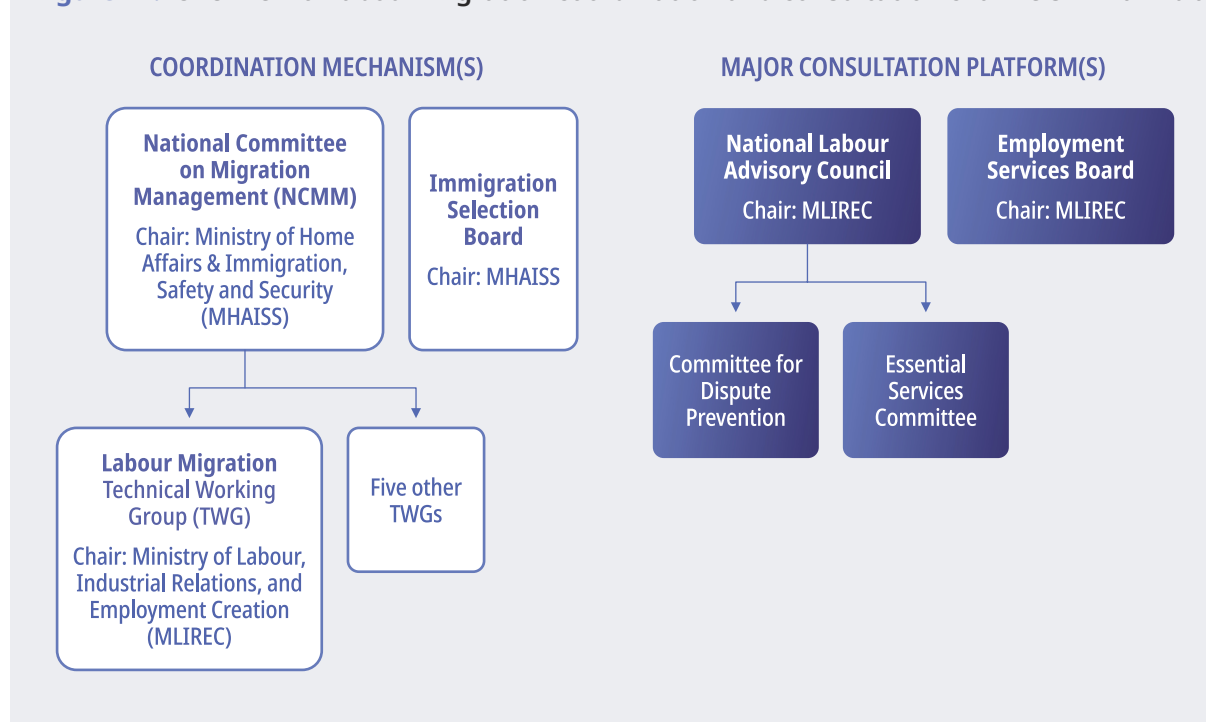 COORDINATION MECHANISM(S)
National Committee
on Migration
Management (NCMM)
Chair: Ministry of Home
Affairs & Immigration,
Safety and Security
(MHAISS)
Immigration
Selection
Board
Chair: MHAISS
Labour Migration
Technical Working
Group (TWG)
Chair: Ministry of Labour,
Industrial Relations, and
Employment Creation
(MLIREC)
Five other
TWGs
MAJOR CONSULTATION PLATFORM(S)
National Labour
Advisory Council
Chair: MLIREC
Employment
Services Board
Chair: MLIREC
Committee for
Dispute
Prevention
Essential
Services
Committee